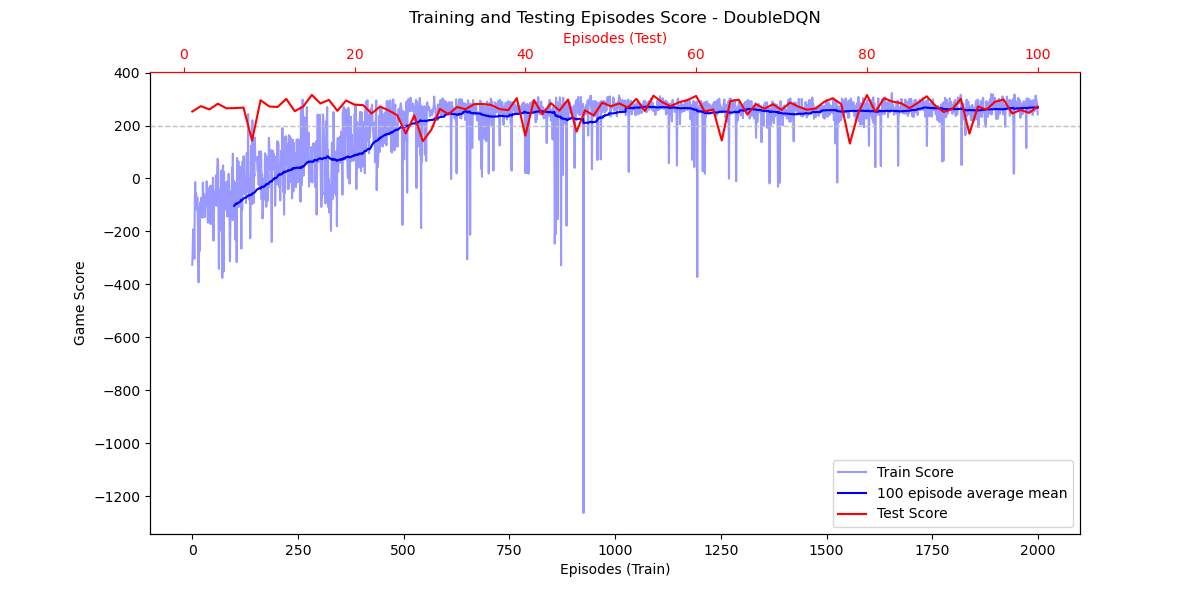 Training and Testing Episodes Score - DoubleDQN
Episodes (Test)
0 20 40 60 80 100
400
200
0
−200
−400
−600
−800
−1000
−1200
Game Score
Train Score
100 episode average mean
Test Score
0 250 500 750 1000 1250 1500 1750 2000
Episodes (Train)